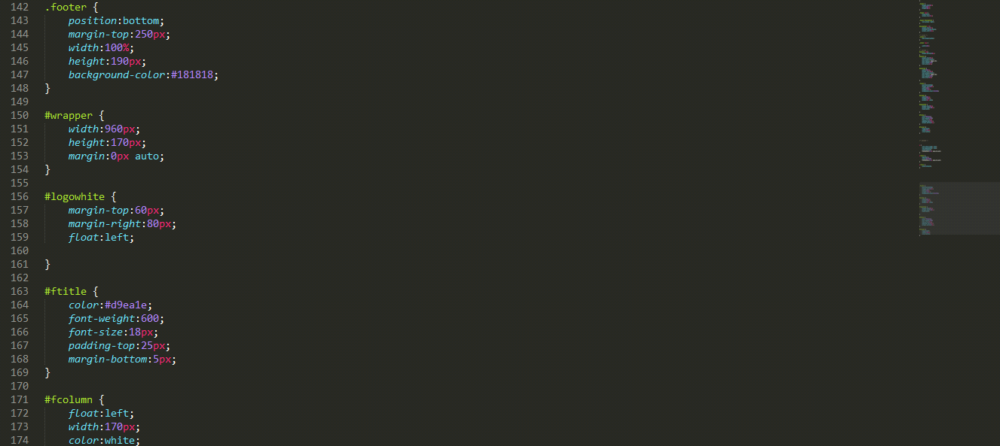 142 .footer {
143 position:bottom;
144 margin-top:250px;
145 width:100%;
146 height:190px;
147 background-color:#181818;
148 }
149
150 #wrapper {
151 width:960px;
152 height:170px;
153 margin:0px auto;
154 }
155
156 #logowhite {
157 margin-top:60px;
158 margin-right:80px;
159 float:left;
160
161 }
162
163 #ftitle {
164 color:#d9ea1e;
165 font-weight:600;
166 font-size:18px;
167 padding-top:25px;
168 margin-bottom:5px;
169 }
170
171 #fcolumn {
172 float:left;
173 width:170px;
174 color:white;